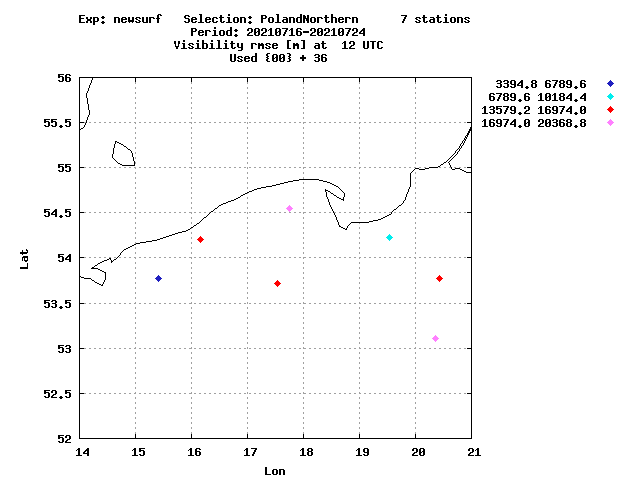 Exp: newsurf Selection: PolandNorthern 7 stations
Period: 20210716-20210724
Visibility rmse [m] at 12 UTC
Used {00} + 36
3394.8 6789.6
6789.6 10184.4
13579.2 16974.0
16974.0 20368.8
56
55.5
55
54.5
54
53.5
53
52.5
52
Lat
14 15 16 17 18 19 20 21
Lon